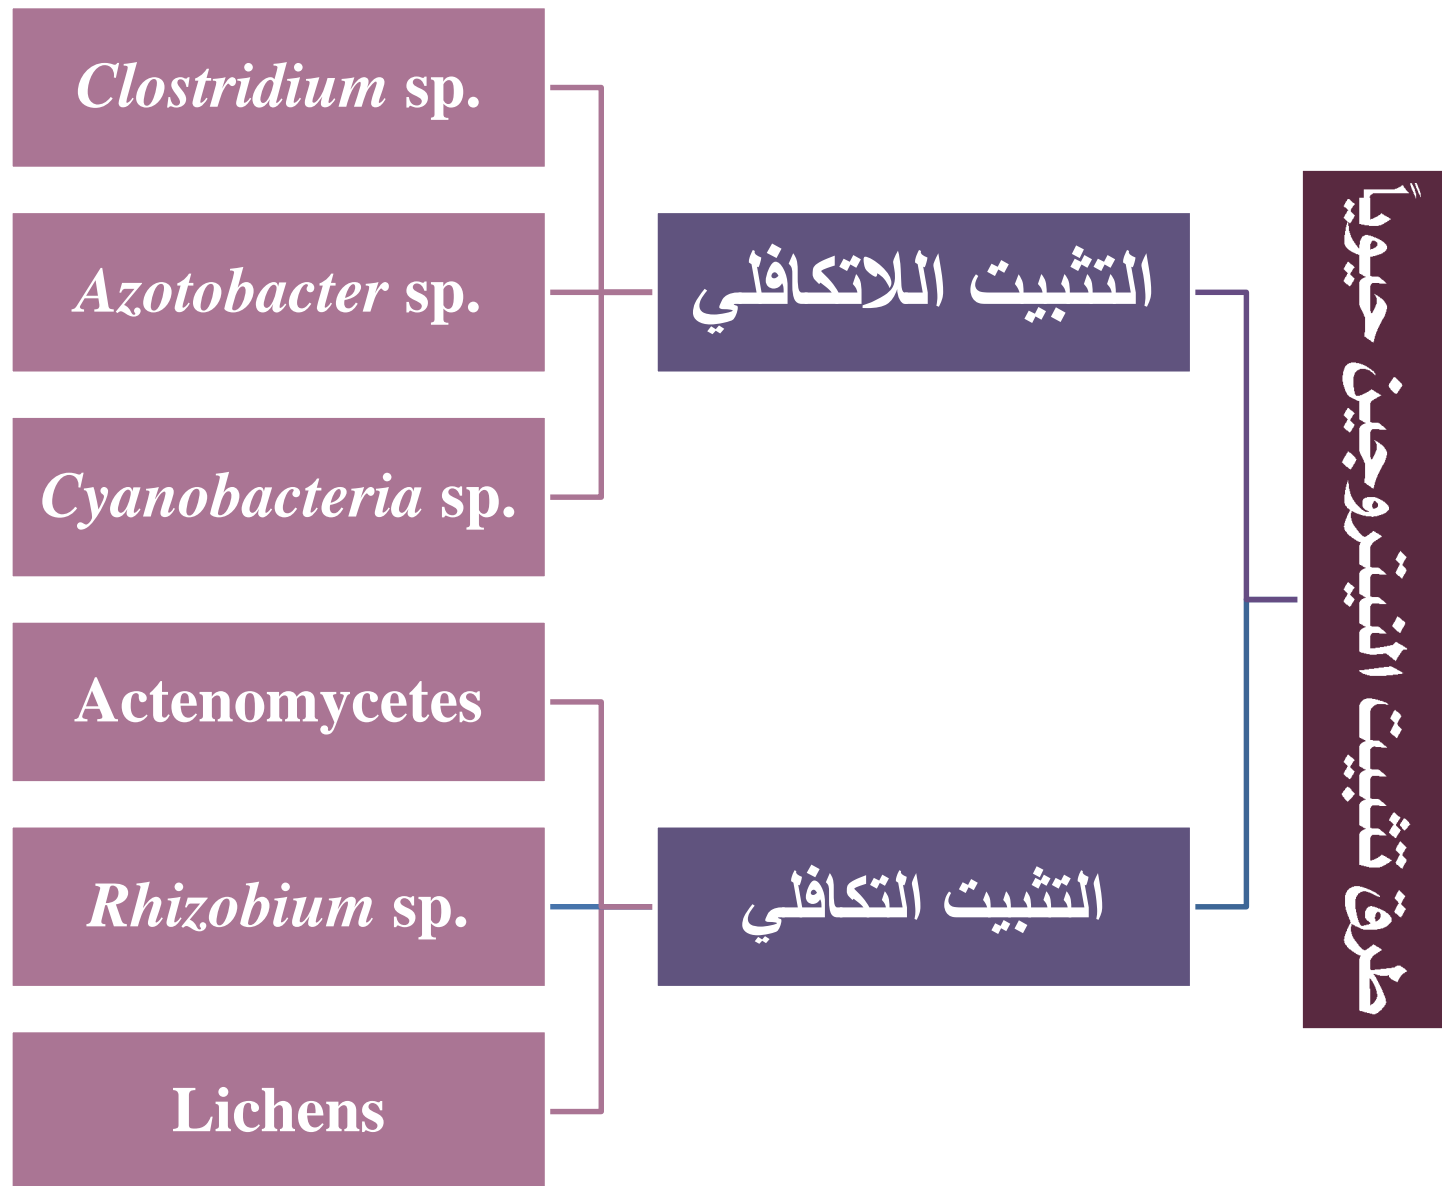 طرق تثبيت النيتروجين حيوياً
التثبيت اللاتكافلي
Clostridium sp.
Azotobacter sp.
Cyanobacteria sp.
التثبيت التكافلي
Actenomycetes
Rhizobium sp.
Lichens